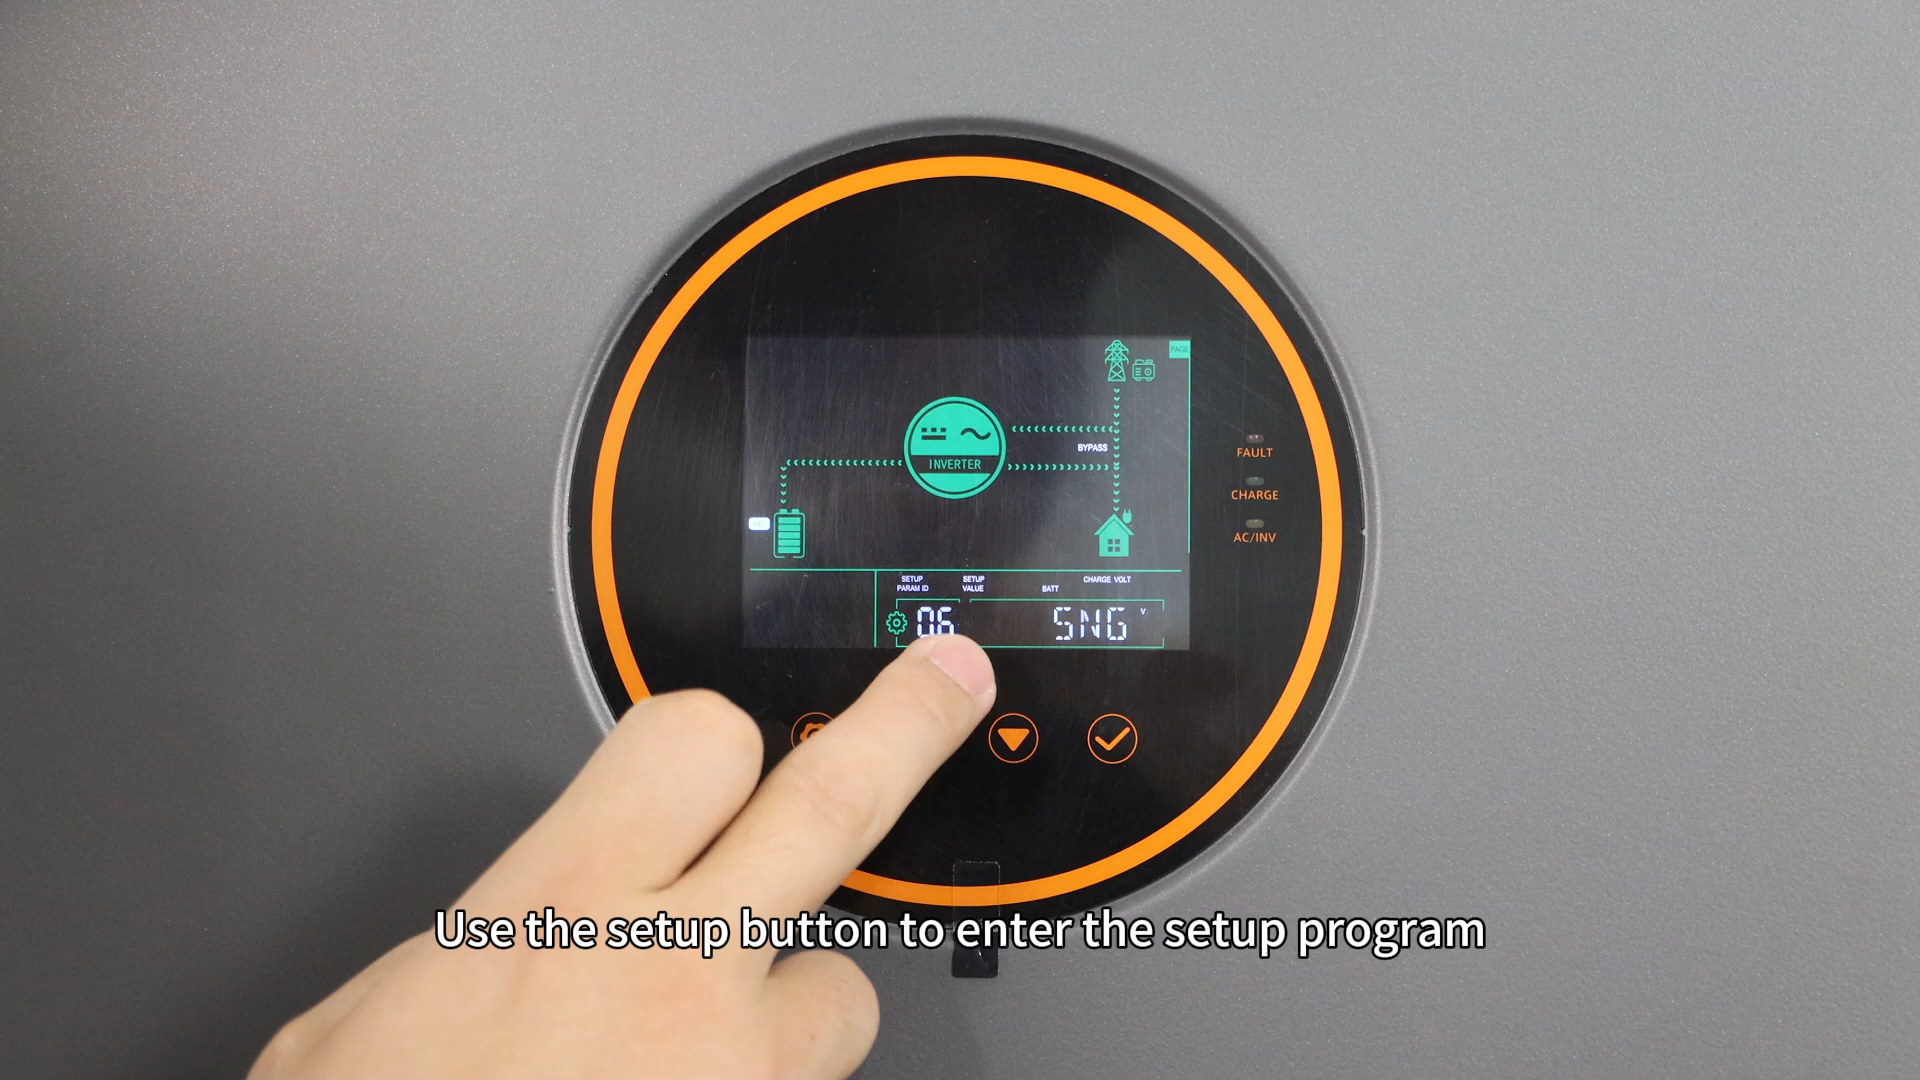 PAGE
BYPASS
INVERTER
FAULT
CHARGE
AC/INV
SETUP PARAM ID
SETUP VALUE
BATT
CHARGE VOLT
06
SNG
V
Use the setup button to enter the setup program